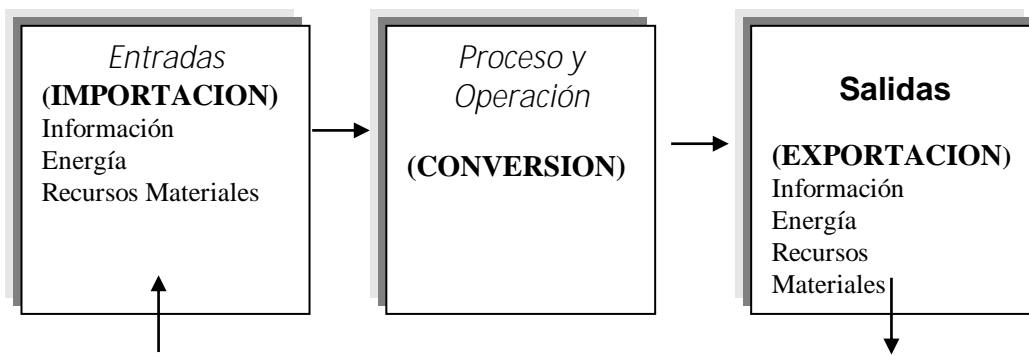 Entradas
(IMPORTACION)
Información
Energía
Recursos Materiales
Proceso y
Operación
(CONVERSION)
Salidas
(EXPORTACION)
Información
Energía
Recursos
Materiales